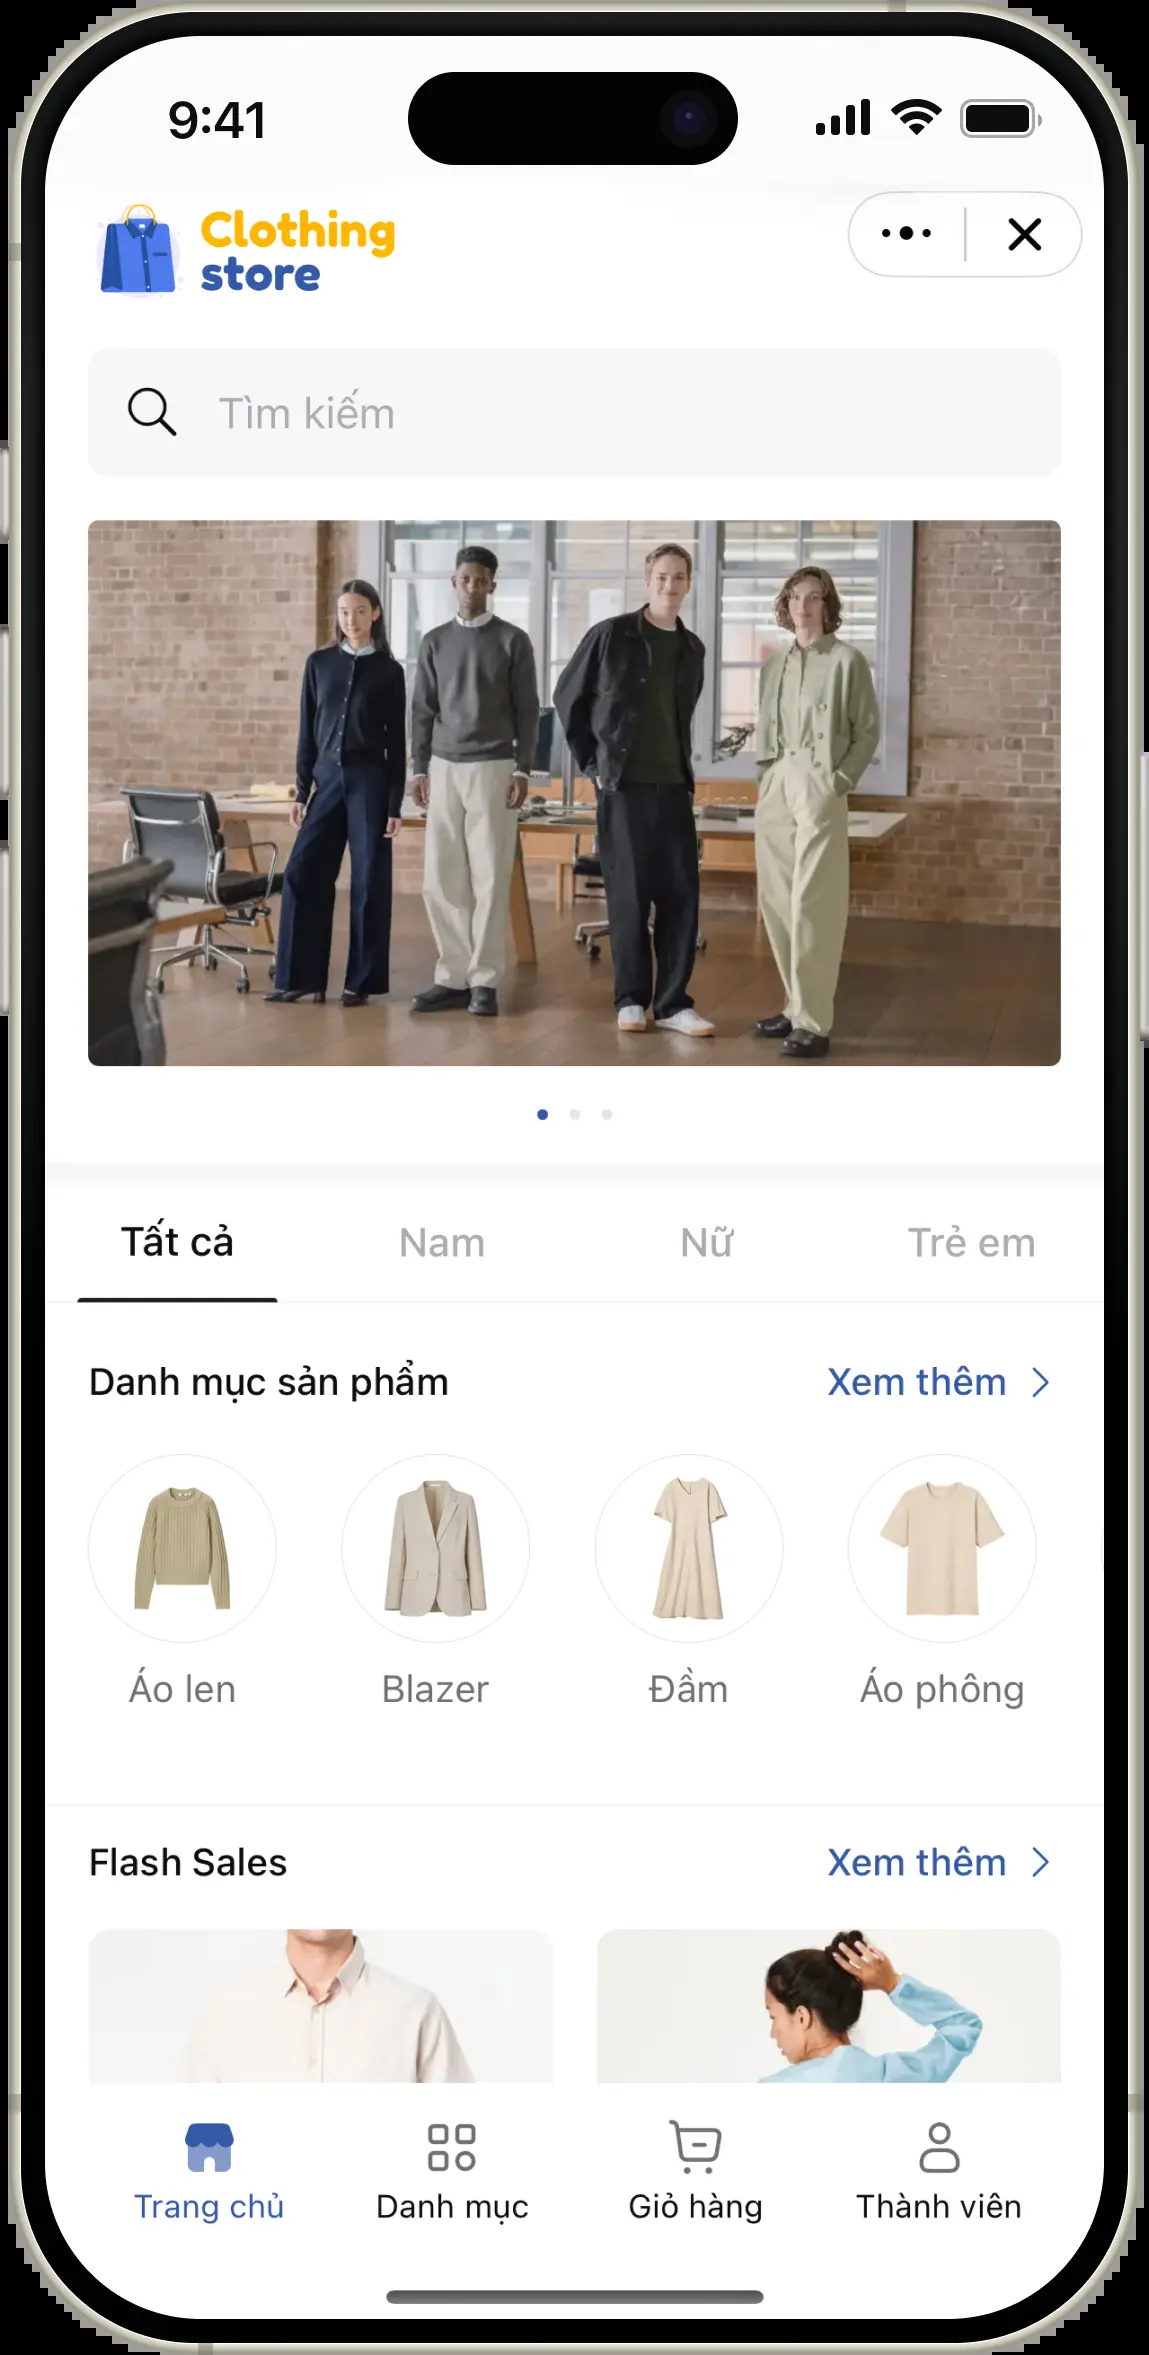 9:41
Clothing
store
Tìm kiếm
Tất cả
Nam
Nữ
Trẻ em
Danh mục sản phẩm
Xem thêm
Áo len
Blazer
Đầm
Áo phông
Flash Sales
Xem thêm
Trang chủ
Danh mục
Giỏ hàng
Thành viên